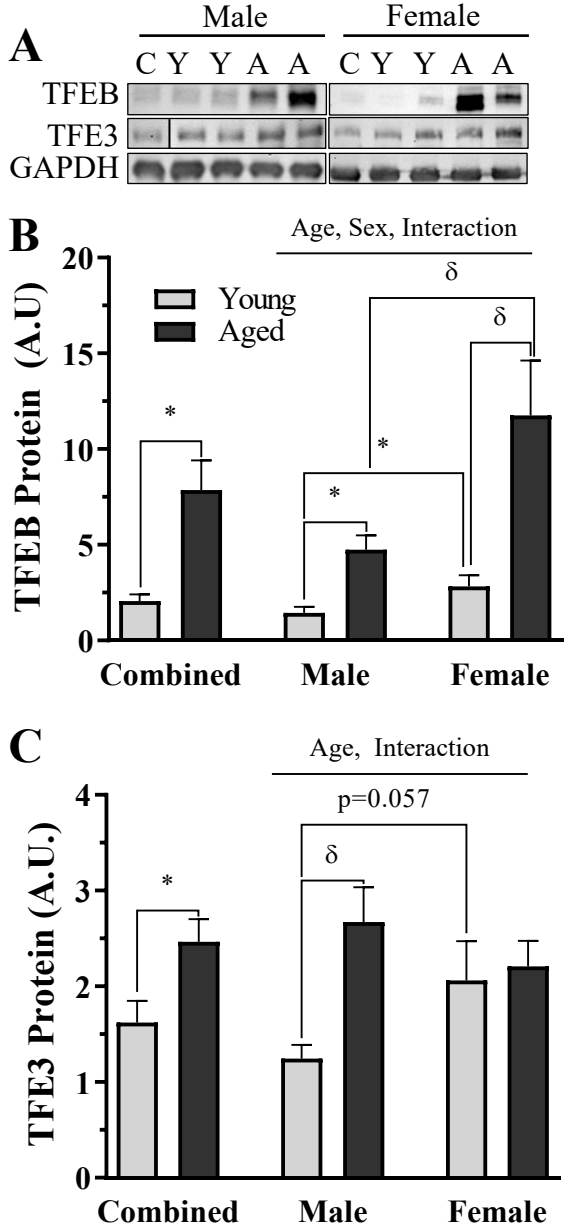 A
Male
Female
C Y Y A A
C Y Y A A
TFEB
TFE3
GAPDH
B
Age, Sex, Interaction
TFEB Protein (A.U)
20
15
10
5
0
Young
Aged
*
*
*
δ
δ
Combined
Male
Female
C
Age, Interaction
TFE3 Protein (A.U.)
4
3
2
1
0
p=0.057
*
δ
Combined
Male
Female